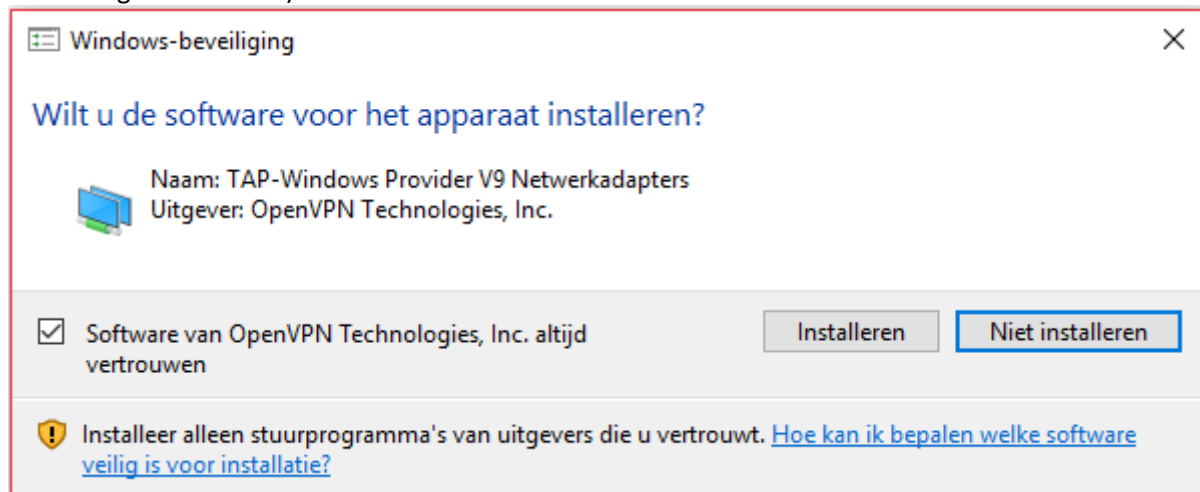 Windows-beveiliging
Wilt u de software voor het apparaat installeren?
Naam: TAP-Windows Provider V9 Netwerkadapters
Uitgever: OpenVPN Technologies, Inc.
Software van OpenVPN Technologies, Inc. altijd
vertrouwen
Installeren
Niet installeren
Installeer alleen stuurprogramma's van uitgevers die u vertrouwt. Hoe kan ik bepalen welke software
veilig is voor installatie?